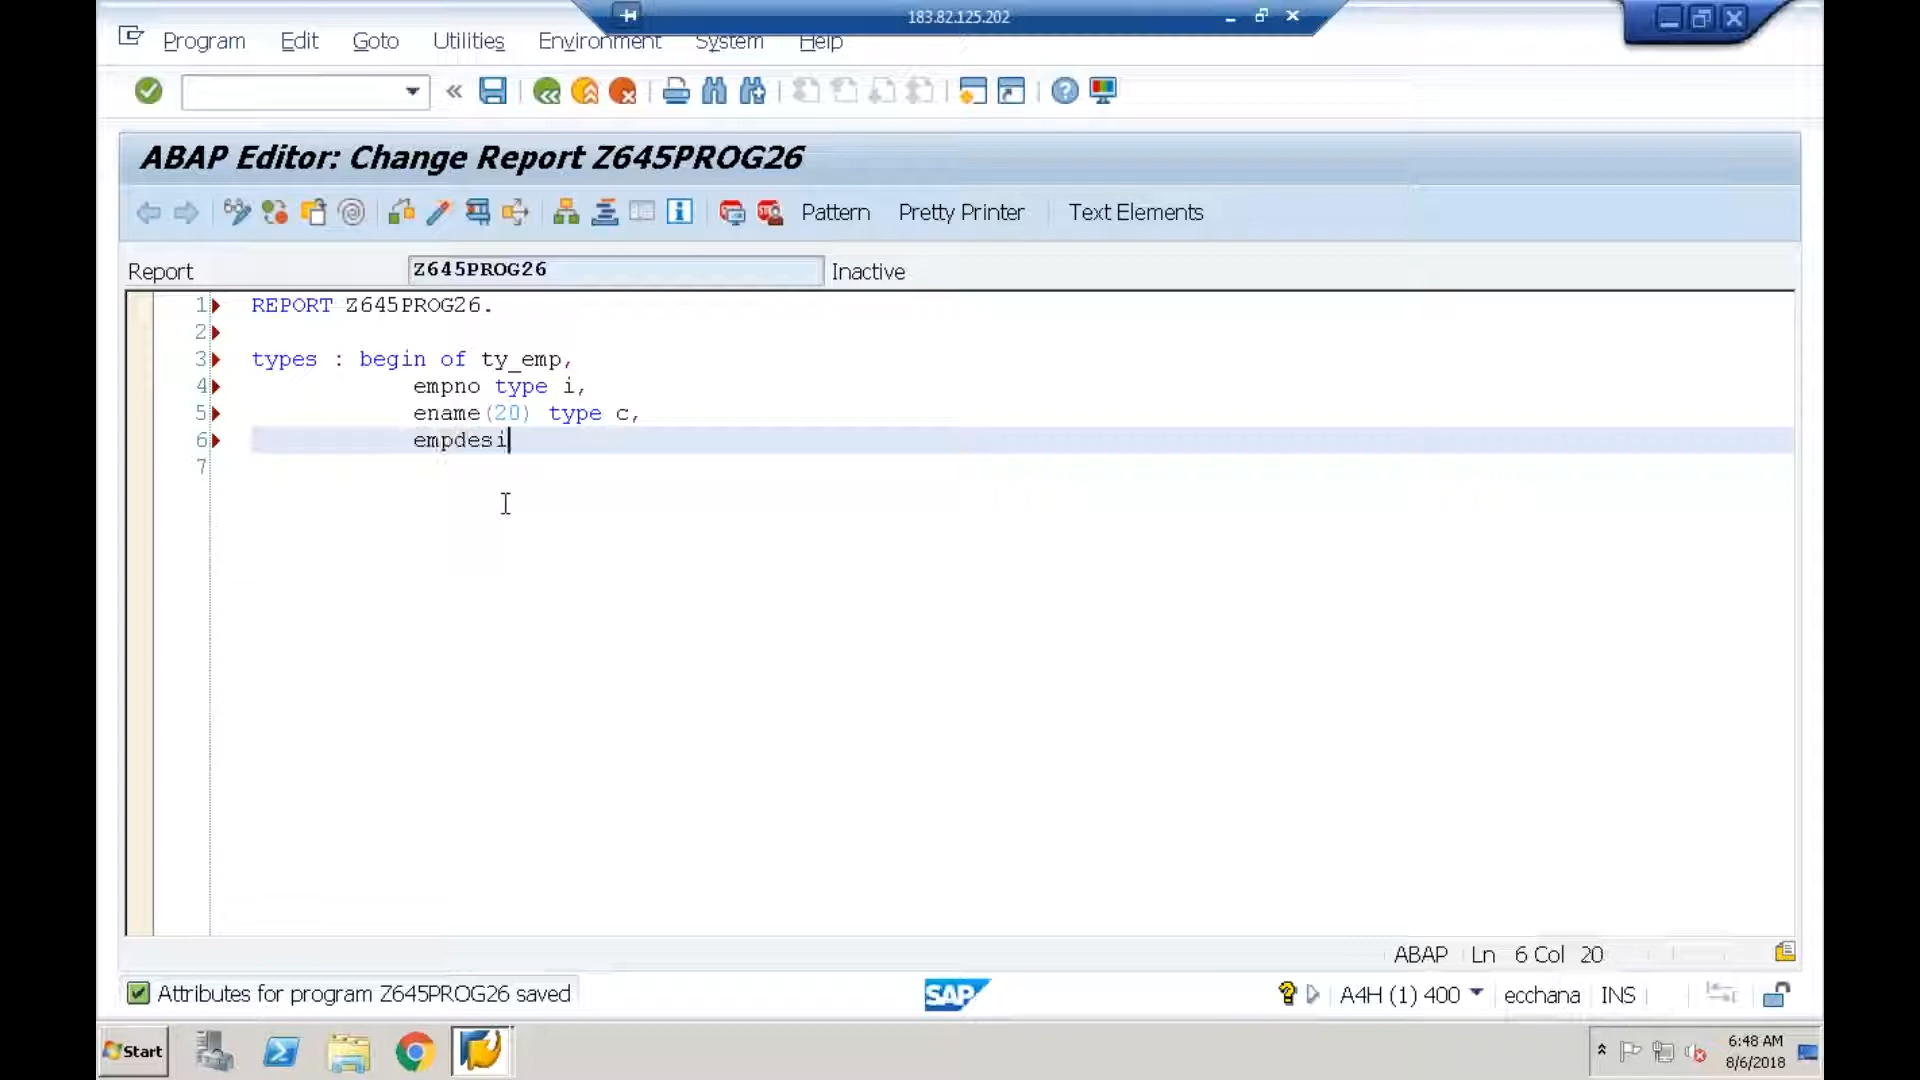 183.82.125.202
Program Edit Goto Utilities Environment System Help
ABAP Editor: Change Report Z645PROG26
Pattern Pretty Printer Text Elements
Report Z645PROG26 Inactive
1 REPORT Z645PROG26.
2
3 types : begin of ty_emp,
4 empno type i,
5 ename(20) type c,
6 empdesi
7
ABAP Ln 6 Col 20
Attributes for program Z645PROG26 saved
SAP
A4H (1) 400 ecchana INS
Start
6:48 AM
8/6/2018